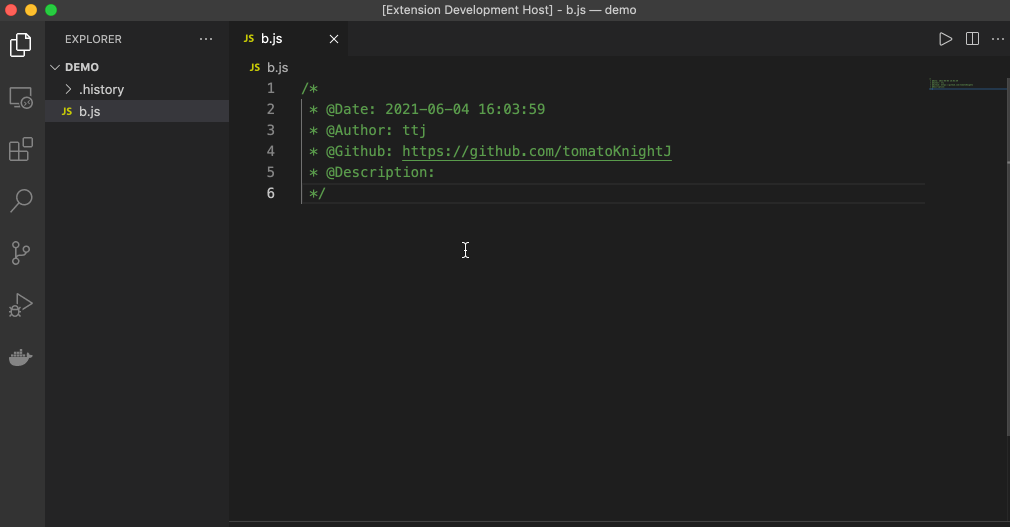 [Extension Development Host] - b.js — demo
EXPLORER ···
JS b.js ×
DEMO
JS b.js
.history
JS b.js
1 /*
2 * @Date: 2021-06-04 16:03:59
3 * @Author: ttj
4 * @Github: https://github.com/tomatoKnightJ
5 * @Description:
6 */